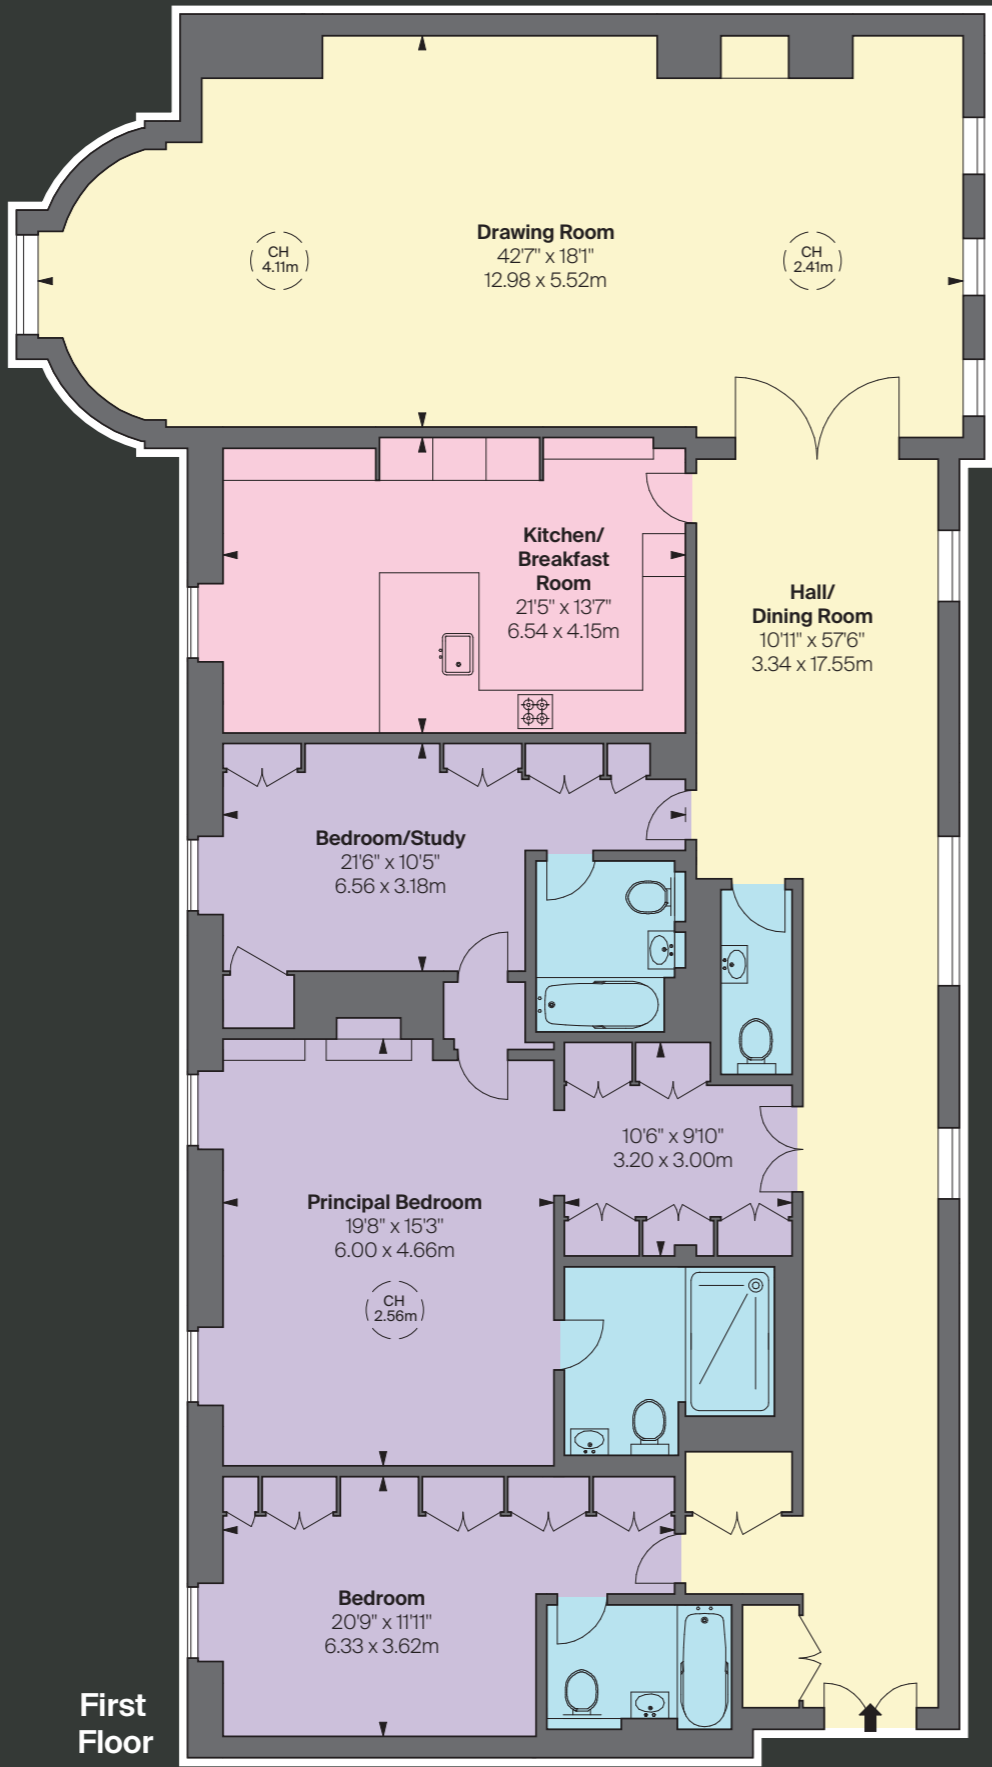 Drawing Room
42'7" x 18'1"
12.98 x 5.52m
CH
4.11m
CH
2.41m
Kitchen/
Breakfast
Room
21'5" x 13'7"
6.54 x 4.15m
Hall/
Dining Room
10'11" x 57'6"
3.34 x 17.55m
Bedroom/Study
21'6" x 10'5"
6.56 x 3.18m
10'6" x 9'10"
3.20 x 3.00m
Principal Bedroom
19'8" x 15'3"
6.00 x 4.66m
CH
2.56m
Bedroom
20'9" x 11'11"
6.33 x 3.62m
First
Floor